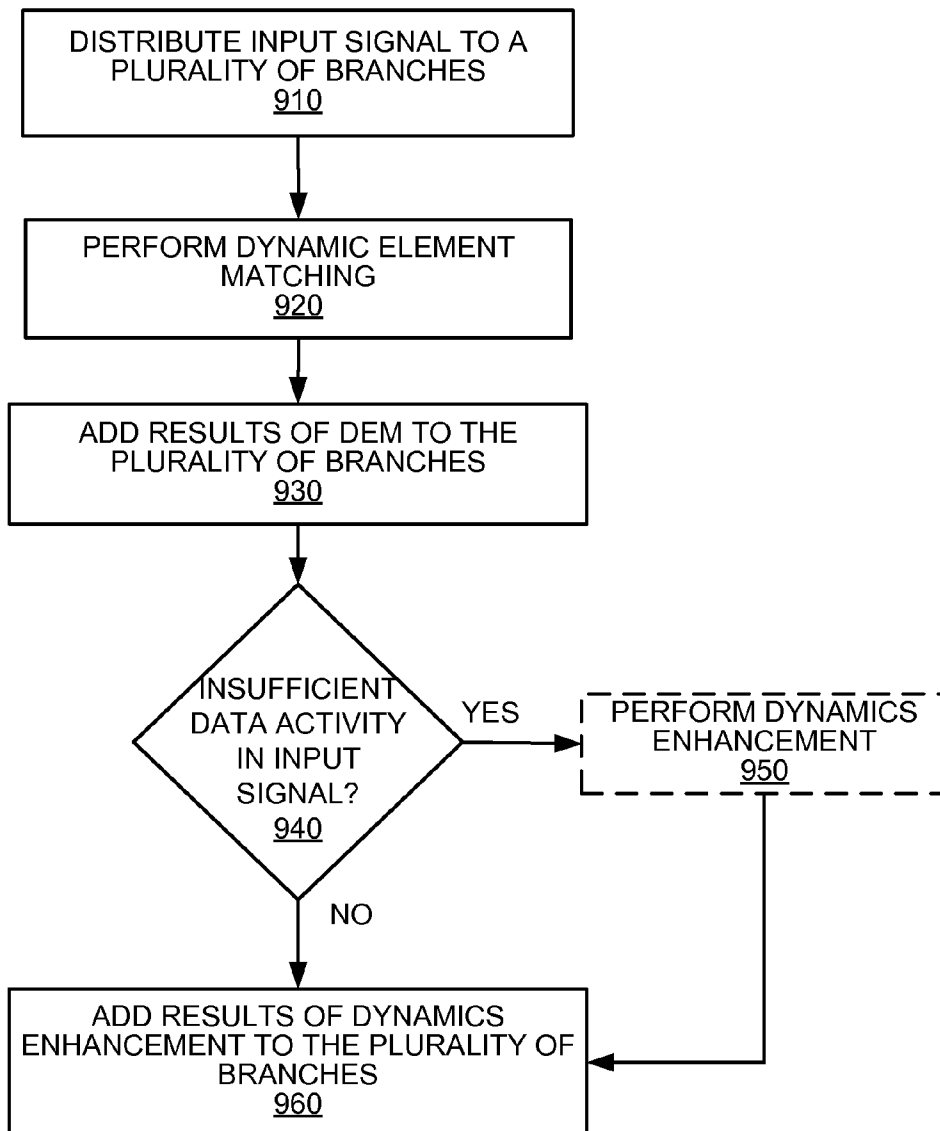 DISTRIBUTE INPUT SIGNAL TO A
PLURALITY OF BRANCHES
910
PERFORM DYNAMIC ELEMENT
MATCHING
920
ADD RESULTS OF DEM TO THE
PLURALITY OF BRANCHES
930
INSUFFICIENT
DATA ACTIVITY
IN INPUT
SIGNAL?
940
YES
PERFORM DYNAMICS
ENHANCEMENT
950
NO
ADD RESULTS OF DYNAMICS
ENHANCEMENT TO THE PLURALITY OF
BRANCHES
960